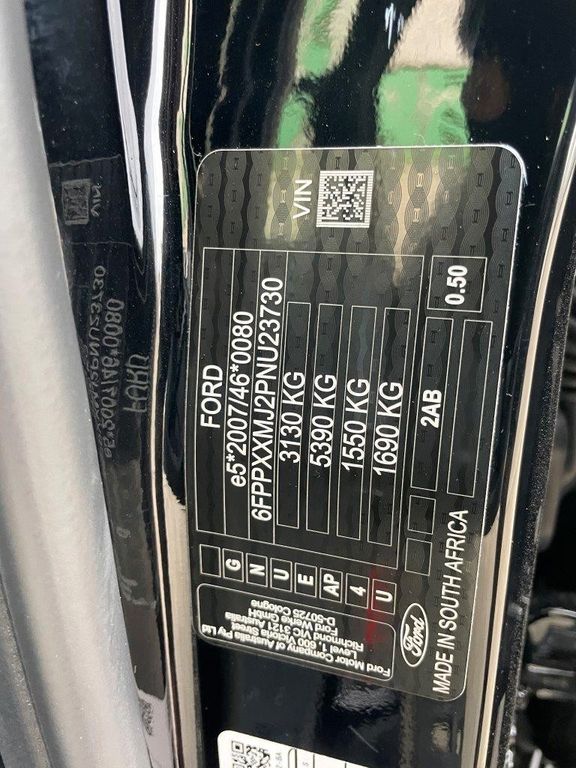 VIN
FORD
e5*2007/46*0080
6FPPXXMJ2PNU23730
3130 KG
5390 KG
1550 KG
1690 KG
2AB
0.50
G
N
U
E
AP
4
U
Ford Motor Company of Australia Pty Ltd
Level 1, 600 Victoria Street
Richmond VIC 3121 Australia
Ford Werke GmbH
D-50725 Cologne
Ford
MADE IN SOUTH AFRICA